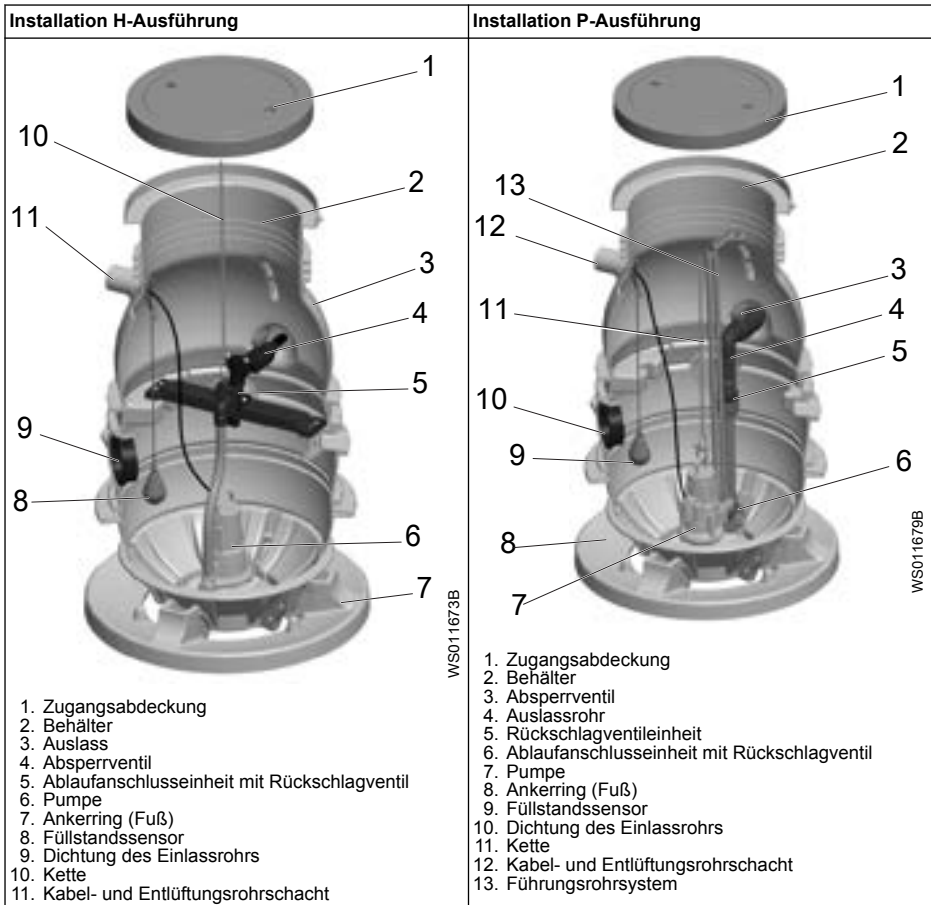 Installation H-Ausführung
1
10
2
11
3
4
5
9
8
6
7
WS011673B
1. Zugangsabdeckung
2. Behälter
3. Auslass
4. Absperrventil
5. Ablaufanschlusseinheit mit Rückschlagventil
6. Pumpe
7. Ankerring (Fuß)
8. Füllstandssensor
9. Dichtung des Einlassrohrs
10. Kette
11. Kabel- und Entlüftungsrohrschacht
Installation P-Ausführung
1
2
13
12
3
11
4
5
10
9
6
8
7
WS011679B
1. Zugangsabdeckung
2. Behälter
3. Absperrventil
4. Auslassrohr
5. Rückschlagventileinheit
6. Ablaufanschlusseinheit mit Rückschlagventil
7. Pumpe
8. Ankerring (Fuß)
9. Füllstandssensor
10. Dichtung des Einlassrohrs
11. Kette
12. Kabel- und Entlüftungsrohrschacht
13. Führungsrohrsystem